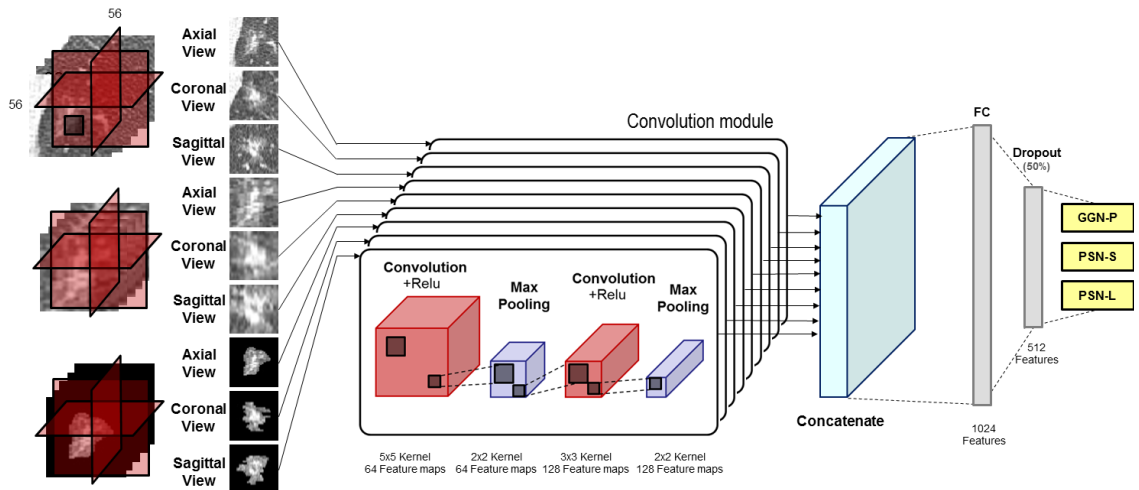 56
56
Axial
View
Coronal
View
Sagittal
View
Axial
View
Coronal
View
Sagittal
View
Axial
View
Coronal
View
Sagittal
View
Convolution module
Convolution
+Relu
Max
Pooling
Convolution
+Relu
Max
Pooling
5x5 Kernel
64 Feature maps
2x2 Kernel
64 Feature maps
3x3 Kernel
128 Feature maps
2x2 Kernel
128 Feature maps
Concatenate
FC
1024
Features
Dropout
(50%)
512
Features
GGN-P
PSN-S
PSN-L